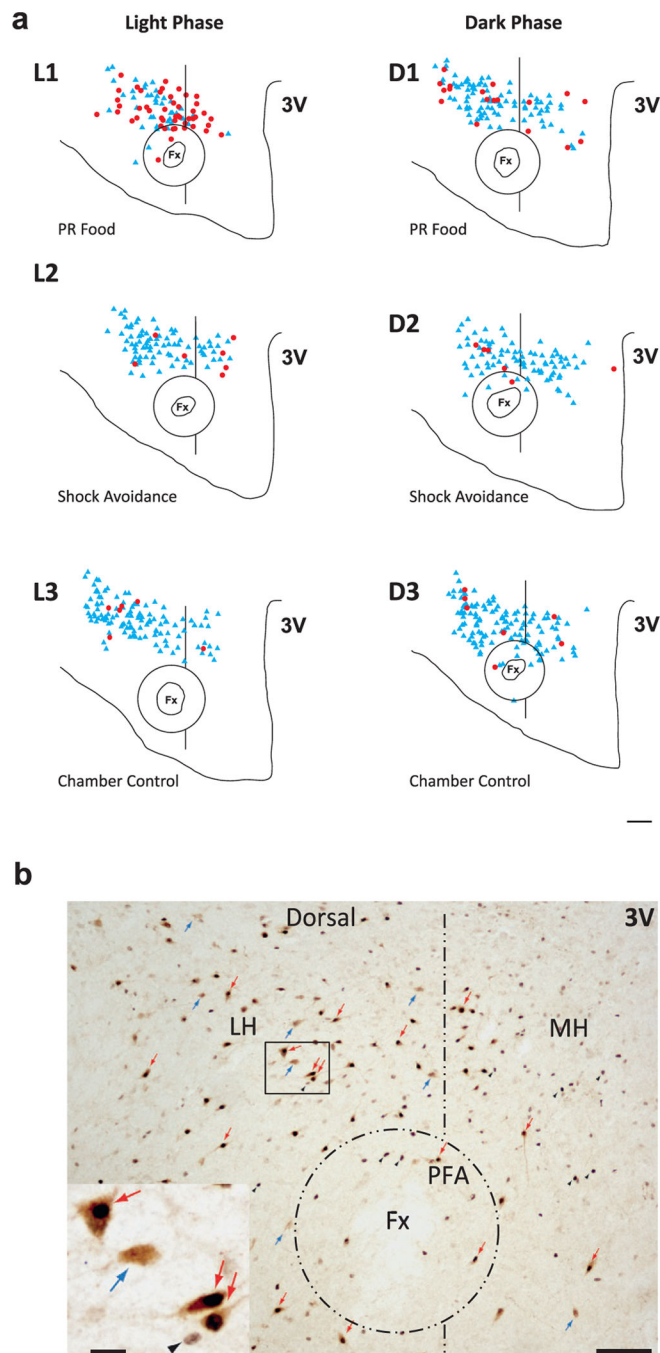 a
Light Phase
Dark Phase
L1
3V
Fx
PR Food
D1
3V
Fx
PR Food
L2
3V
Fx
Shock Avoidance
D2
3V
Fx
Shock Avoidance
L3
3V
Fx
Chamber Control
D3
3V
Fx
Chamber Control
b
Dorsal
3V
LH
MH
PFA
Fx